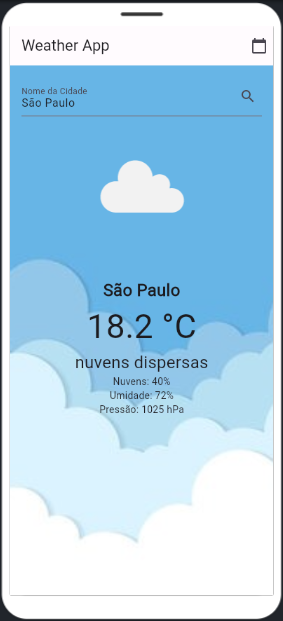 Weather App
Nome da Cidade
São Paulo
São Paulo
18.2 °C
nuvens dispersas
Nuvens: 40%
Umidade: 72%
Pressão: 1025 hPa